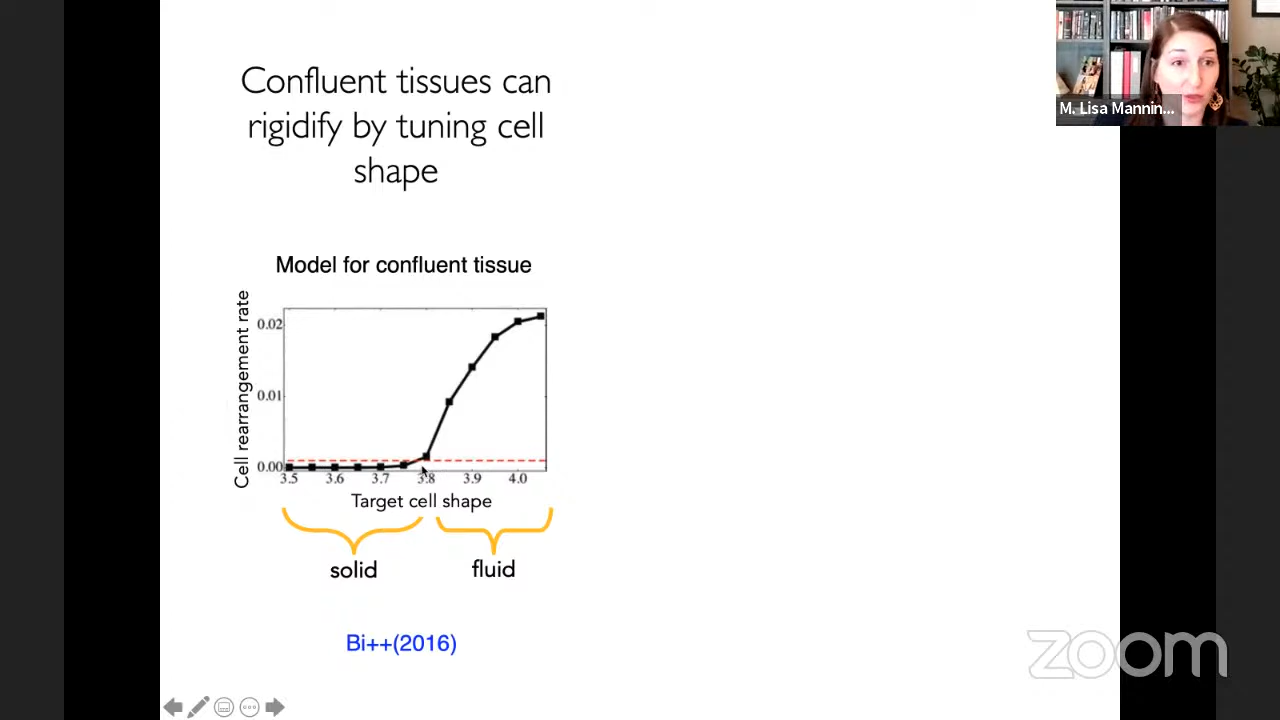 Confluent tissues can
rigidify by tuning cell
shape
M. Lisa Mannin...
Model for confluent tissue
Cell rearrangement rate
0.02
0.01
0.00
3.5 3.6 3.7 3.8 3.9 4.0
Target cell shape
solid fluid
Bi++(2016)
zoom